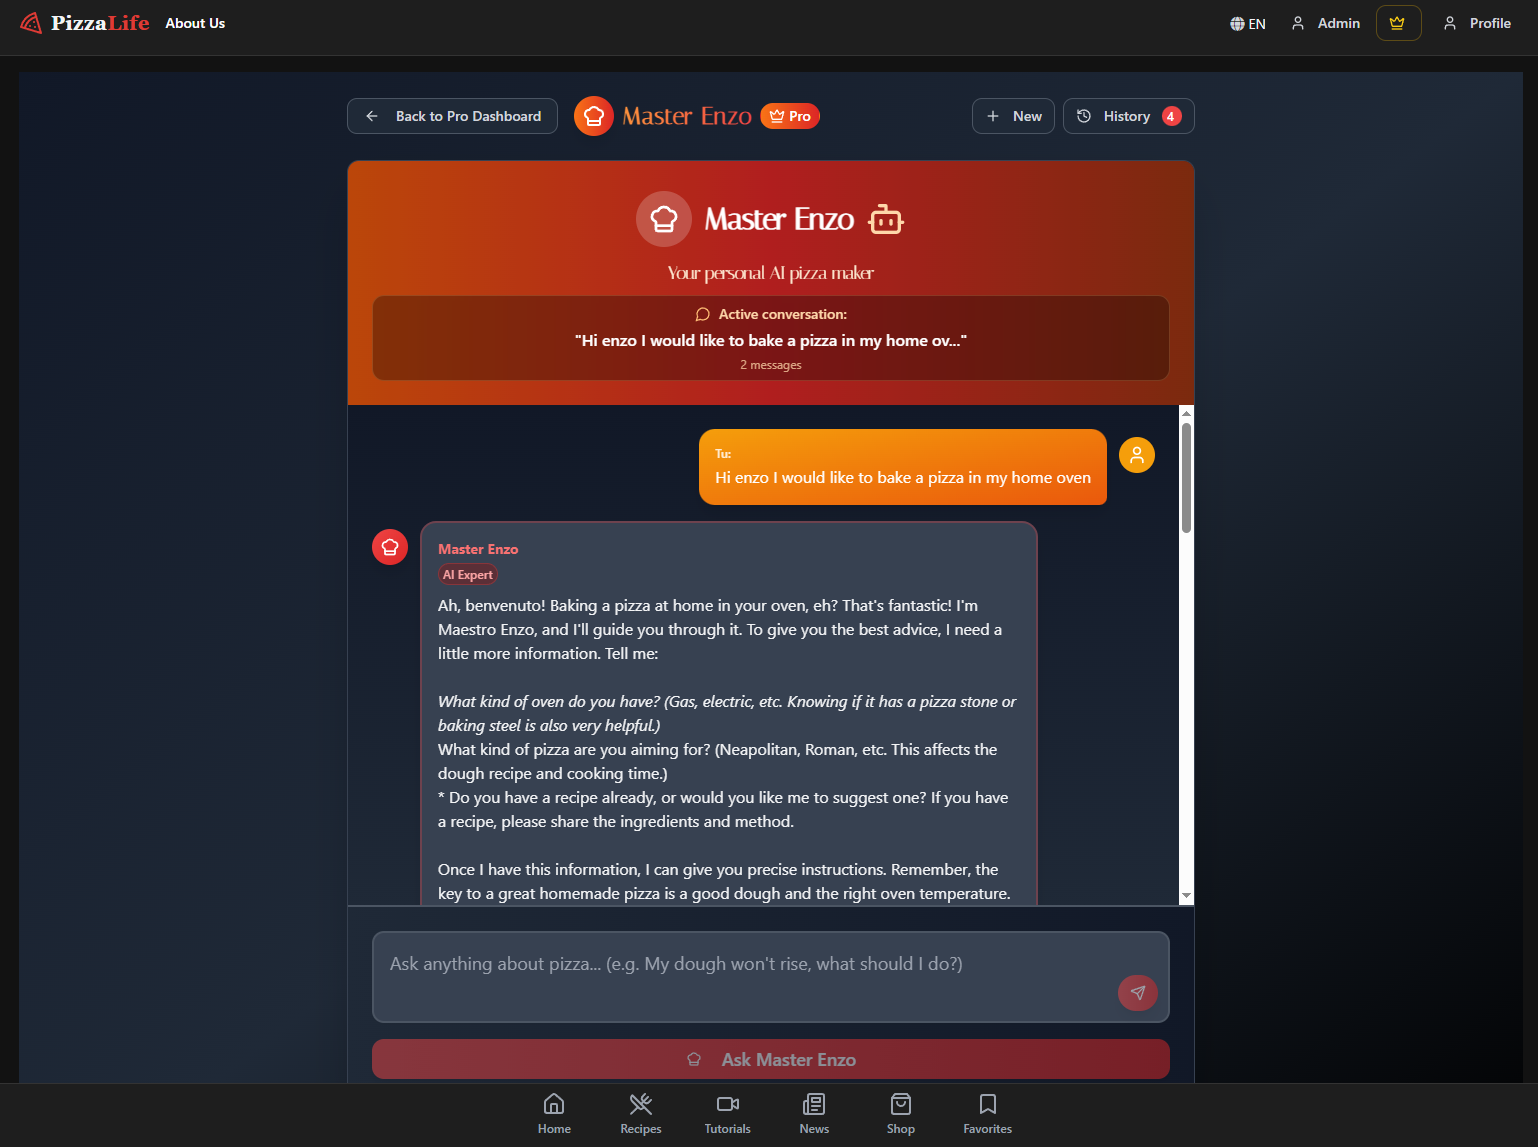 PizzaLife About Us EN Admin Profile
Back to Pro Dashboard Master Enzo Pro New History 4
Master Enzo
Your personal AI pizza maker
Active conversation:
"Hi enzo I would like to bake a pizza in my home ov..."
2 messages
Tu:
Hi enzo I would like to bake a pizza in my home oven
Master Enzo
AI Expert
Ah, benvenuto! Baking a pizza at home in your oven, eh? That's fantastic! I'm
Maestro Enzo, and I'll guide you through it. To give you the best advice, I need a
little more information. Tell me:
What kind of oven do you have? (Gas, electric, etc. Knowing if it has a pizza stone or
baking steel is also very helpful.)
What kind of pizza are you aiming for? (Neapolitan, Roman, etc. This affects the
dough recipe and cooking time.)
* Do you have a recipe already, or would you like me to suggest one? If you have
a recipe, please share the ingredients and method.
Once I have this information, I can give you precise instructions. Remember, the
key to a great homemade pizza is a good dough and the right oven temperature.
Ask anything about pizza... (e.g. My dough won't rise, what should I do?)
Ask Master Enzo
Home Recipes Tutorials News Shop Favorites